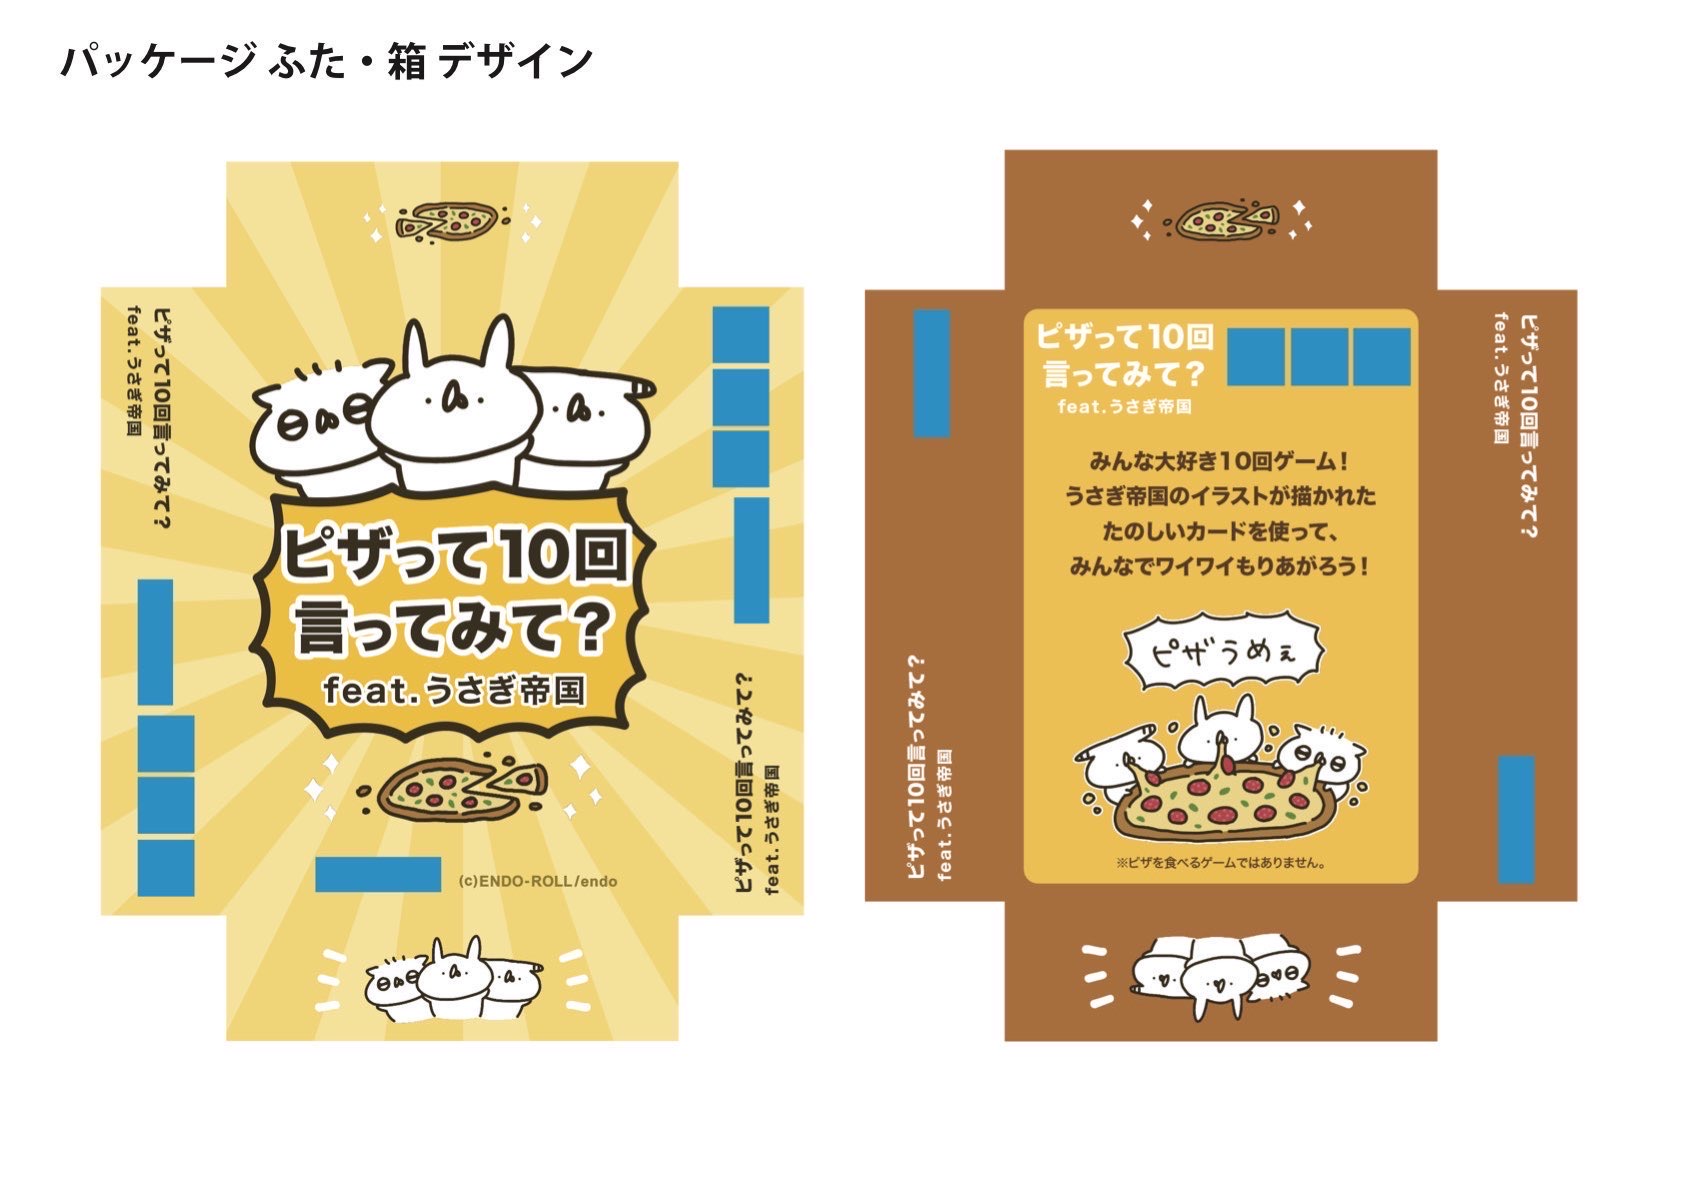 パッケージ ふた・箱 デザイン
ピザって10回言ってみて?
feat.うさぎ帝国
ピザって10回
言ってみて?
feat.うさぎ帝国
(c)ENDO-ROLL/endo
ピザって10回言ってみて?
feat.うさぎ帝国
ピザって10回言ってみて?
feat.うさぎ帝国
ピザって10回
言ってみて?
feat.うさぎ帝国
みんな大好き10回ゲーム!
うさぎ帝国のイラストが描かれた
たのしいカードを使って、
みんなでワイワイもりあがろう!
ピザうめぇ
※ピザを食べるゲームではありません。
ピザって10回言ってみて?
feat.うさぎ帝国